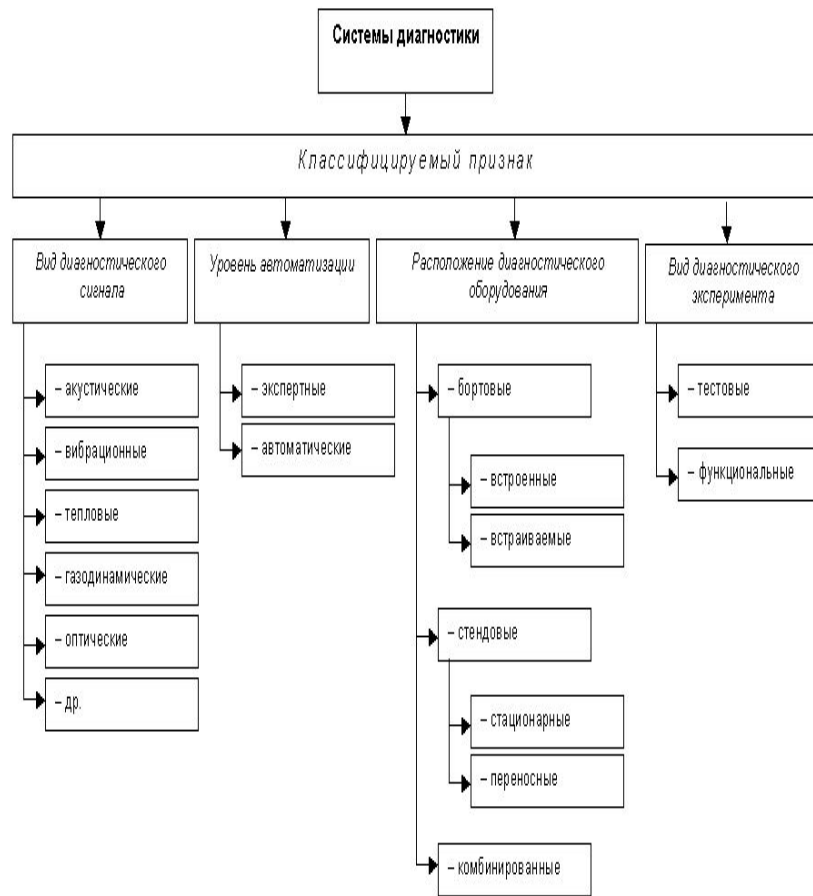 Системы диагностики
Классифицируемый признак
Вид диагностического
сигнала
– акустические
– вибрационные
– тепловые
– газодинамические
– оптические
– др.
Уровень автоматизации
– экспертные
– автоматические
Расположение диагностического
оборудования
– бортовые
– встроенные
– встраиваемые
– стендовые
– стационарные
– переносные
– комбинированные
Вид диагностического
эксперимента
– тестовые
– функциональные